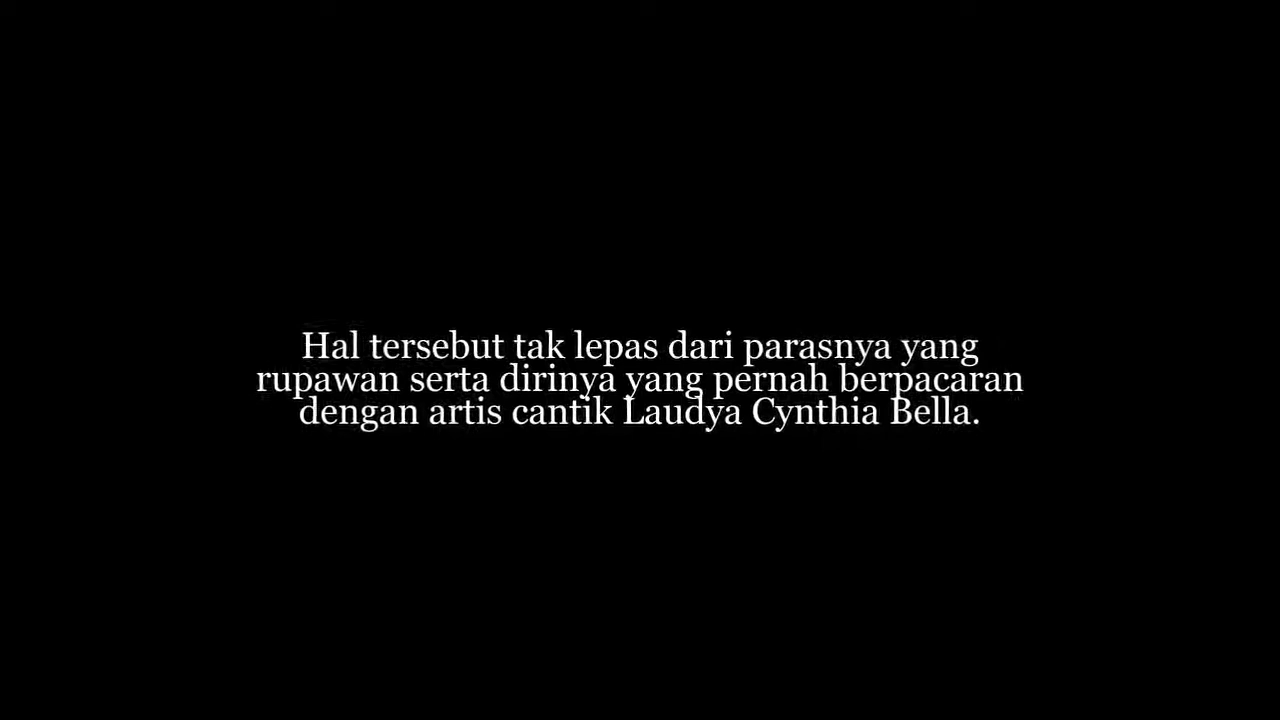 Hal tersebut tak lepas dari parasnya yang
rupawan serta dirinya yang pernah berpacaran
dengan artis cantik Laudya Cynthia Bella.